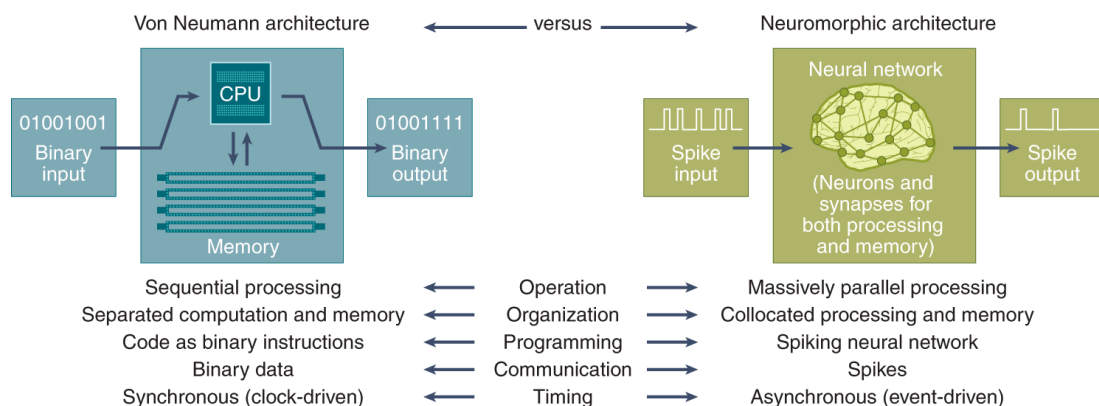 Von Neumann architecture versus Neuromorphic architecture
CPU
01001001
Binary
input
01001111
Binary
output
Memory
Neural network
Spike
input
Spike
output
(Neurons and
synapses for
both processing
and memory)
Sequential processing Operation Massively parallel processing
Separated computation and memory Organization Collocated processing and memory
Code as binary instructions Programming Spiking neural network
Binary data Communication Spikes
Synchronous (clock-driven) Timing Asynchronous (event-driven)